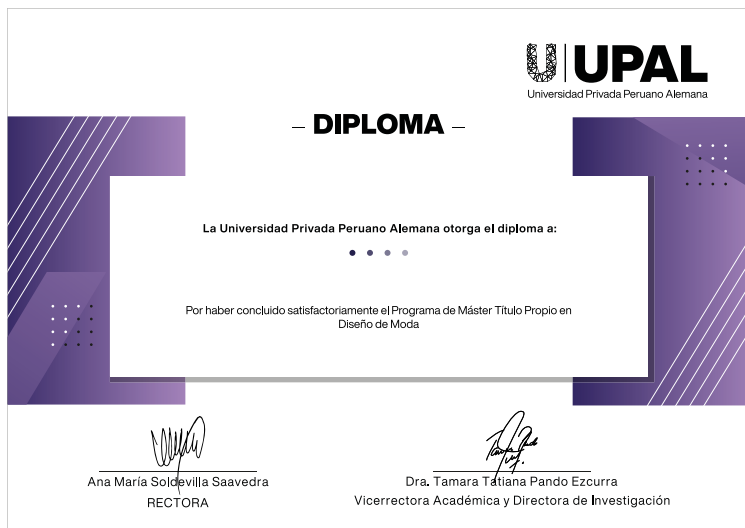 UPAL
Universidad Privada Peruano Alemana
– DIPLOMA –
La Universidad Privada Peruano Alemana otorga el diploma a:
Por haber concluido satisfactoriamente el Programa de Máster Título Propio en
Diseño de Moda
Ana María Soldevilla Saavedra
RECTORA
Dra. Tamara Tatiana Pando Ezcurra
Vicerrectora Académica y Directora de Investigación